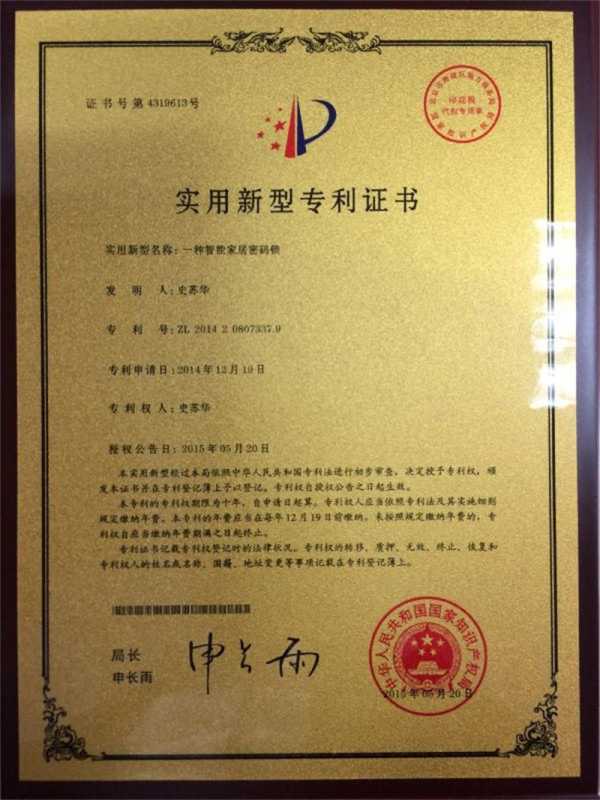 证书号第4319613号
印花税
代扣专用章
实用新型专利证书
实用新型名称：一种智能家居密码锁
发 明 人：史苏华
专 利 号：ZL 2014 2 0807337.9
专利申请日：2014年12月19日
专 利 权 人：史苏华
授权公告日：2015年05月20日
本实用新型经过本局依照中华人民共和国专利法进行初步审查，决定授予专利权，颁
发本证书并在专利登记簿上予以登记。专利权自授权公告之日起生效。
本专利的专利权期限为十年，自申请日起算。专利权人应当依照专利法及其实施细则
规定缴纳年费。本专利的年费应当在每年12月19日前缴纳。未按照规定缴纳年费的，专利
权自应当缴纳年费期满之日起终止。
专利证书记载专利权登记时的法律状况。专利权的转移、质押、无效、终止、恢复和
专利权人的姓名或名称、国籍、地址变更等事项记载在专利登记簿上。
局长
申长雨
申长雨
中华人民共和国国家知识产权局
2015年05月20日